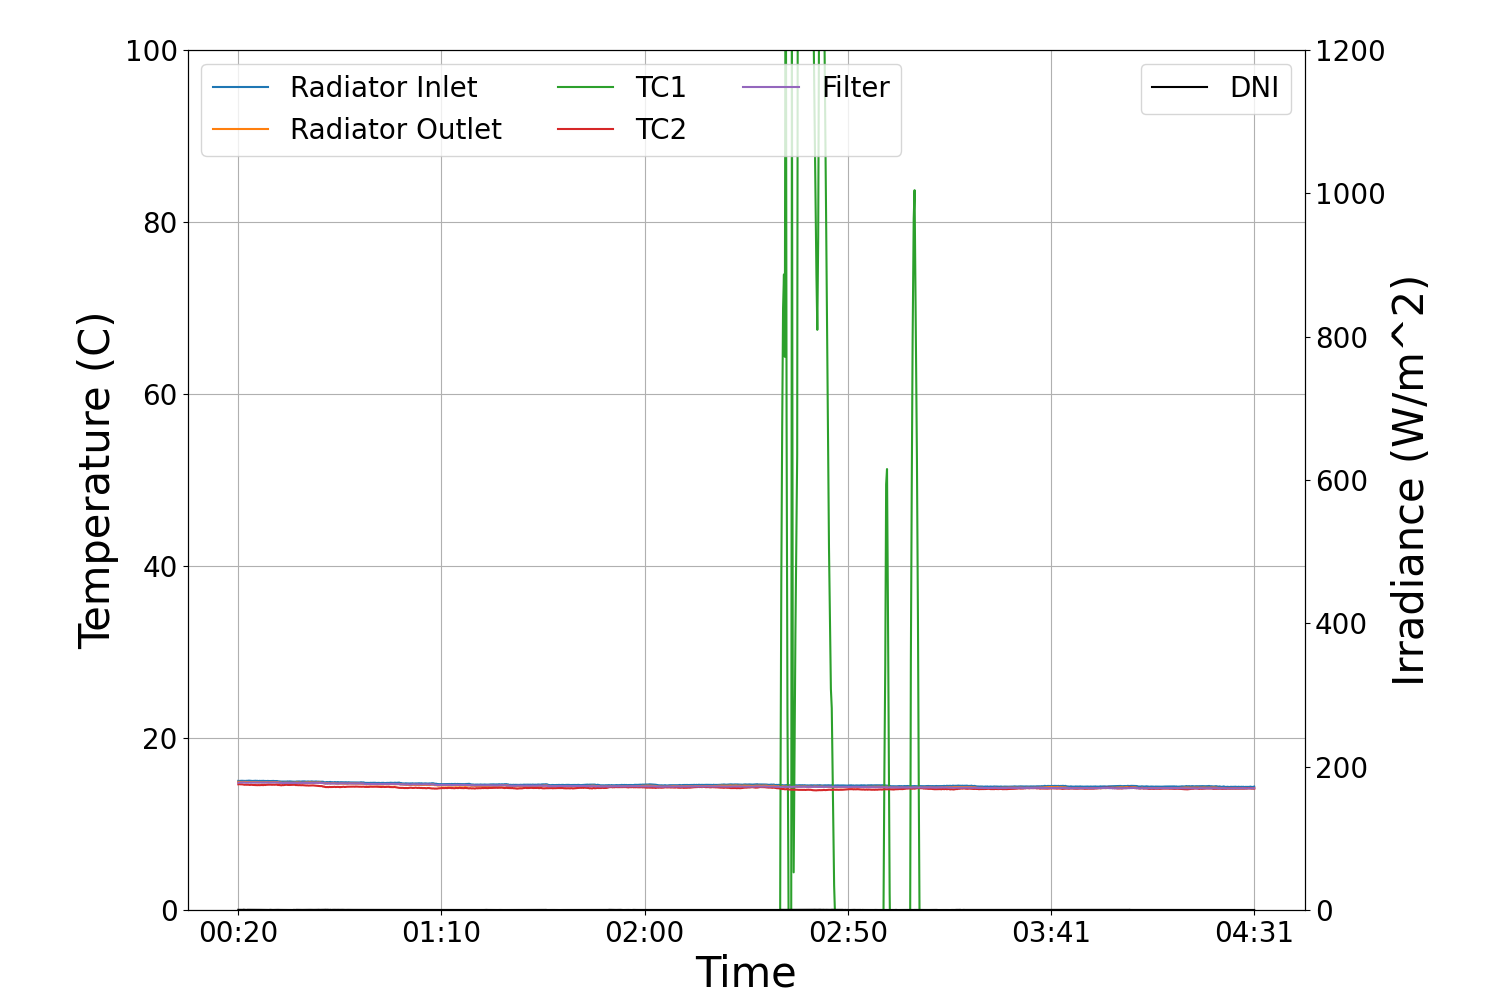 100
80
60
40
20
0
Temperature (C)
Radiator Inlet
Radiator Outlet
TC1
TC2
Filter
DNI
1200
1000
800
600
400
200
0
Irradiance (W/m^2)
00:20 01:10 02:00 02:50 03:41 04:31
Time